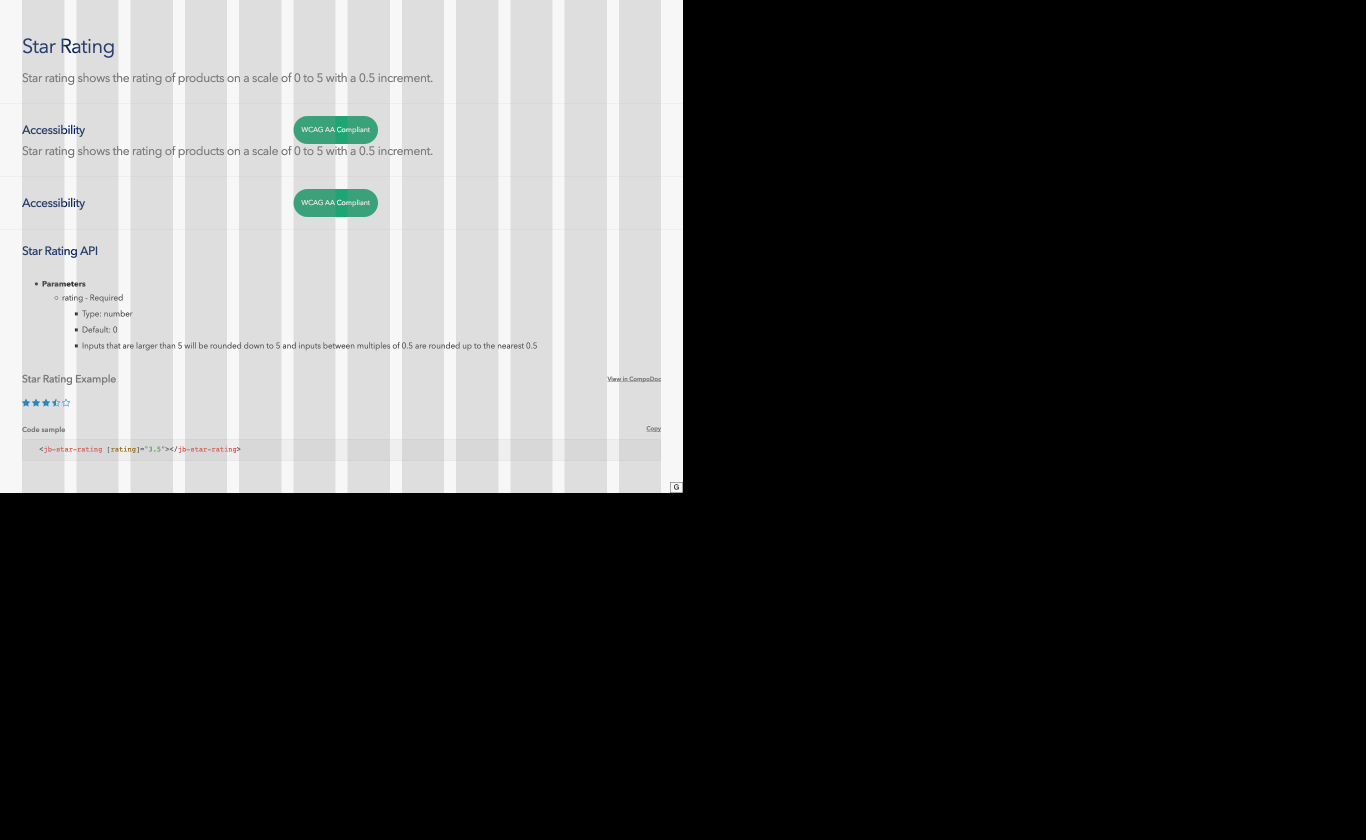 Star Rating
Star rating shows the rating of products on a scale of 0 to 5 with a 0.5 increment.
Accessibility
WCAG AA Compliant
Star rating shows the rating of products on a scale of 0 to 5 with a 0.5 increment.
Accessibility
WCAG AA Compliant
Star Rating API
Parameters
rating - Required
Type: number
Default: 0
Inputs that are larger than 5 will be rounded down to 5 and inputs between multiples of 0.5 are rounded up to the nearest 0.5
Star Rating Example
View in CompoDoc
Code sample
Copy
<jb-star-rating [rating]="3.5"></jb-star-rating>
G